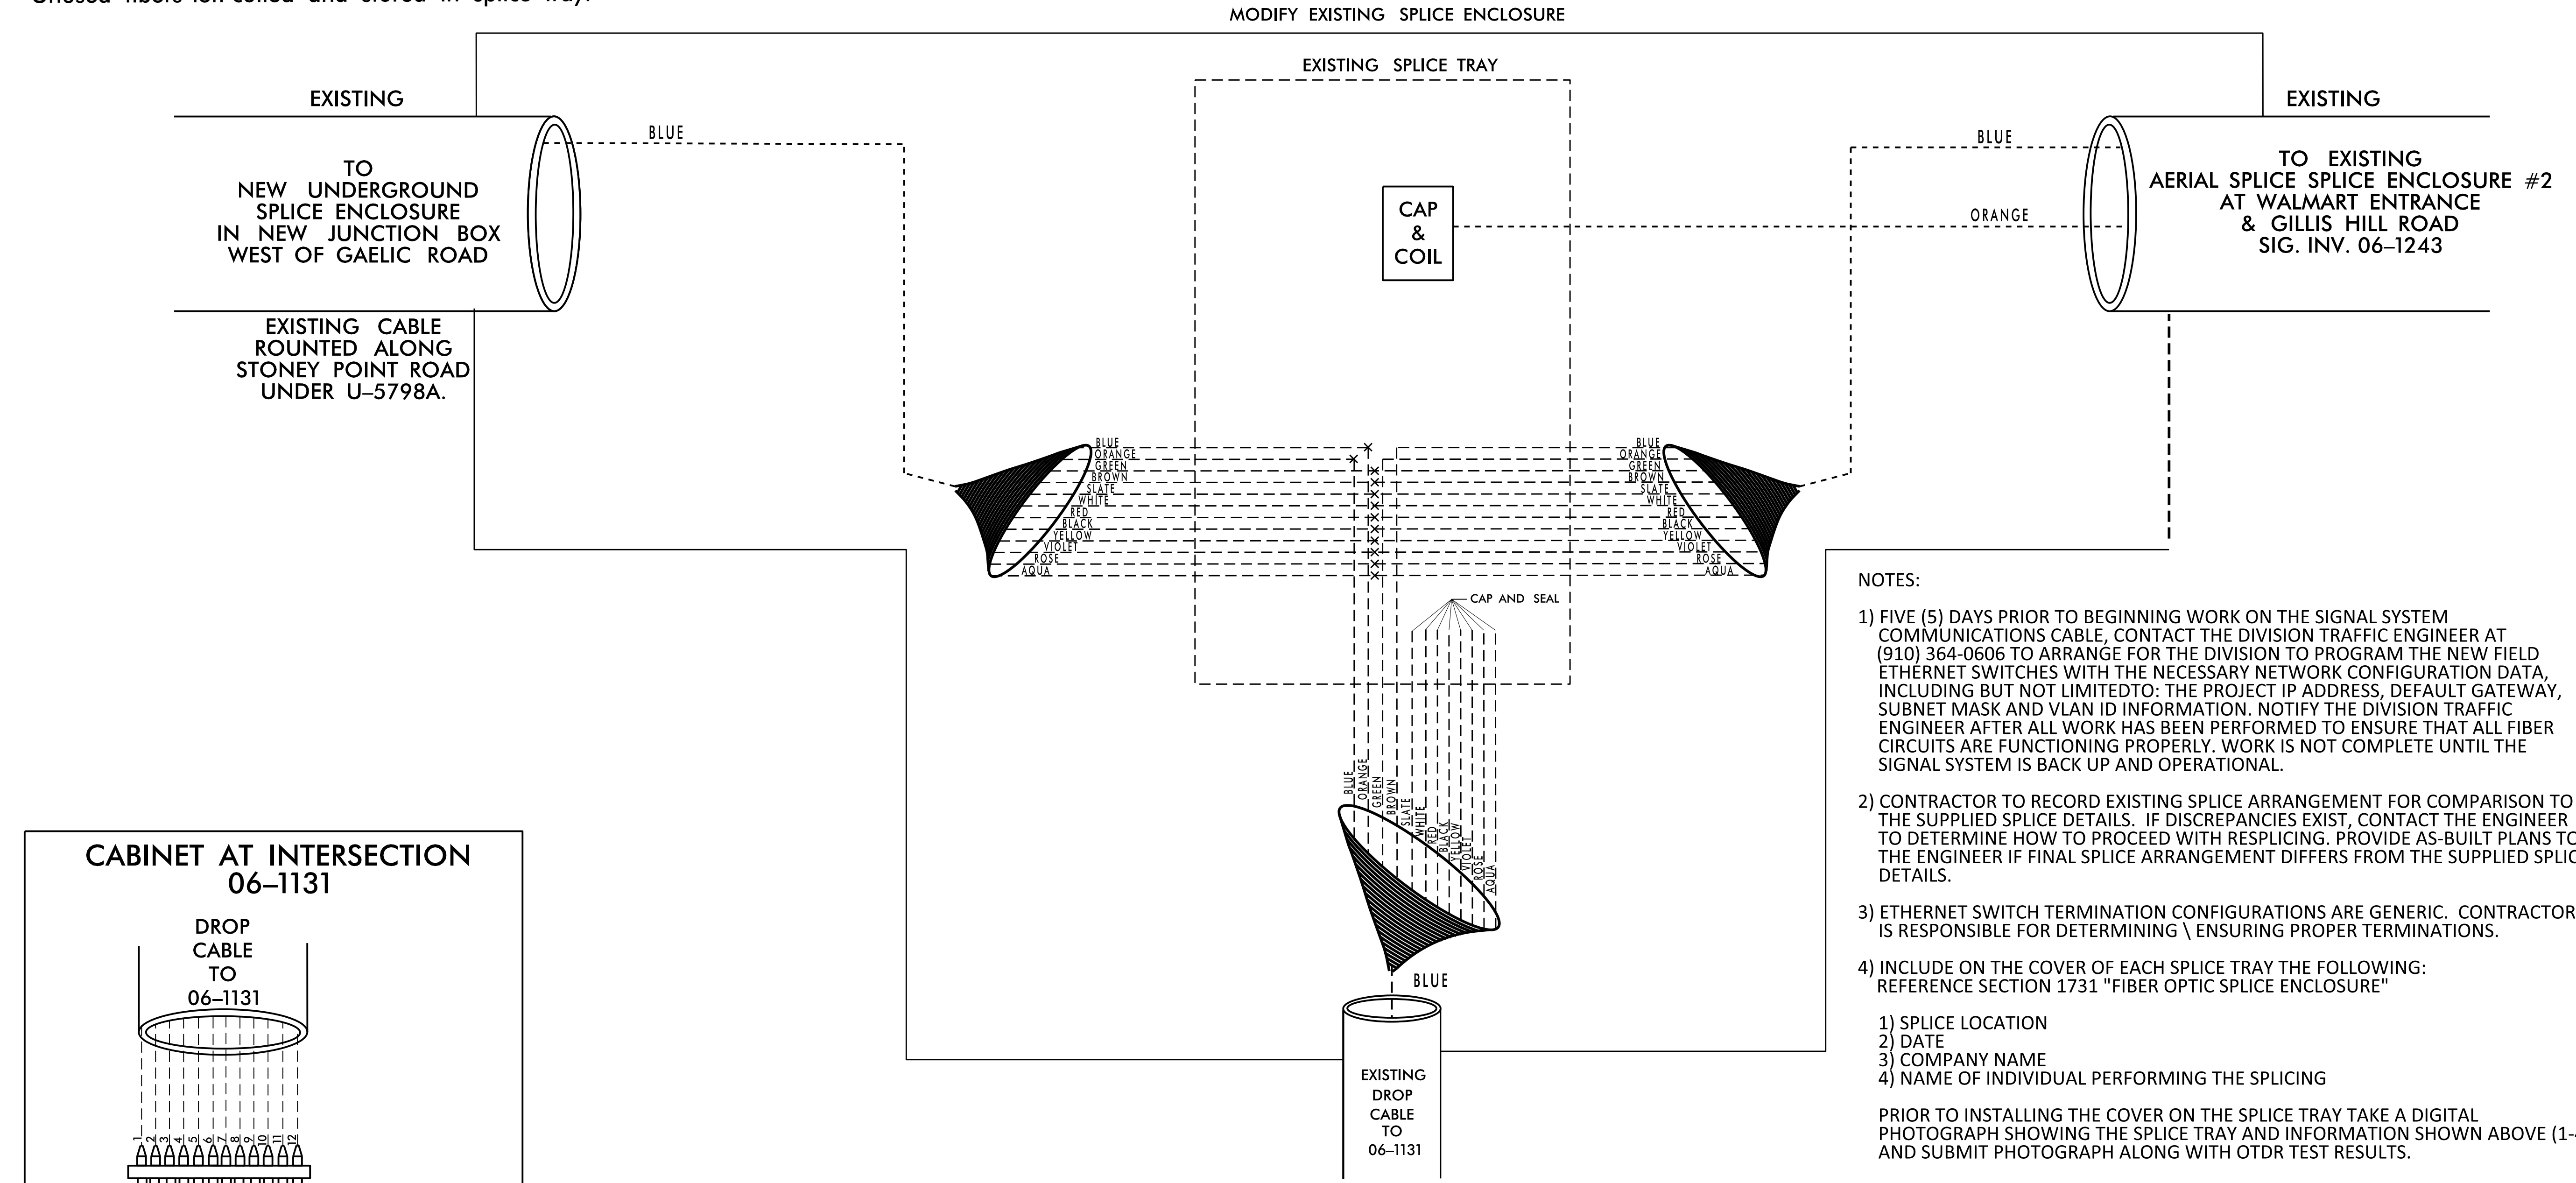 Unused fibers ion coiled and stored in splice tray.
MODIFY EXISTING SPLICE ENCLOSURE
EXISTING SPLICE TRAY
EXISTING
BLUE
TO
NEW UNDERGROUND
SPLICE ENCLOSURE
IN NEW JUNCTION BOX
WEST OF GAELIC ROAD
EXISTING CABLE
ROUNTED ALONG
STONEY POINT ROAD
UNDER U–5798A.
CAP
&
COIL
EXISTING
BLUE
ORANGE
TO EXISTING
AERIAL SPLICE SPLICE ENCLOSURE #2
AT WALMART ENTRANCE
& GILLIS HILL ROAD
SIG. INV. 06–1243
BLUE
ORANGE
GREEN
BROWN
SLATE
WHITE
RED
BLACK
YELLOW
VIOLET
ROSE
AQUA
BLUE
ORANGE
GREEN
BROWN
SLATE
WHITE
RED
BLACK
YELLOW
VIOLET
ROSE
AQUA
CAP AND SEAL
BLUE
ORANGE
GREEN
BROWN
SLATE
WHITE
RED
BLACK
YELLOW
VIOLET
ROSE
AQUA
BLUE
EXISTING
DROP
CABLE
TO
06–1131
CABINET AT INTERSECTION
06–1131
DROP
CABLE
TO
06–1131
1 2 3 4 5 6 7 8 9 10 11 12
NOTES:
1) FIVE (5) DAYS PRIOR TO BEGINNING WORK ON THE SIGNAL SYSTEM
COMMUNICATIONS CABLE, CONTACT THE DIVISION TRAFFIC ENGINEER AT
(910) 364-0606 TO ARRANGE FOR THE DIVISION TO PROGRAM THE NEW FIELD
ETHERNET SWITCHES WITH THE NECESSARY NETWORK CONFIGURATION DATA,
INCLUDING BUT NOT LIMITEDTO: THE PROJECT IP ADDRESS, DEFAULT GATEWAY,
SUBNET MASK AND VLAN ID INFORMATION. NOTIFY THE DIVISION TRAFFIC
ENGINEER AFTER ALL WORK HAS BEEN PERFORMED TO ENSURE THAT ALL FIBER
CIRCUITS ARE FUNCTIONING PROPERLY. WORK IS NOT COMPLETE UNTIL THE
SIGNAL SYSTEM IS BACK UP AND OPERATIONAL.
2) CONTRACTOR TO RECORD EXISTING SPLICE ARRANGEMENT FOR COMPARISON TO
THE SUPPLIED SPLICE DETAILS. IF DISCREPANCIES EXIST, CONTACT THE ENGINEER
TO DETERMINE HOW TO PROCEED WITH RESPLICING. PROVIDE AS-BUILT PLANS TO
THE ENGINEER IF FINAL SPLICE ARRANGEMENT DIFFERS FROM THE SUPPLIED SPLIC
DETAILS.
3) ETHERNET SWITCH TERMINATION CONFIGURATIONS ARE GENERIC. CONTRACTOR
IS RESPONSIBLE FOR DETERMINING \ ENSURING PROPER TERMINATIONS.
4) INCLUDE ON THE COVER OF EACH SPLICE TRAY THE FOLLOWING:
REFERENCE SECTION 1731 "FIBER OPTIC SPLICE ENCLOSURE"
1) SPLICE LOCATION
2) DATE
3) COMPANY NAME
4) NAME OF INDIVIDUAL PERFORMING THE SPLICING
PRIOR TO INSTALLING THE COVER ON THE SPLICE TRAY TAKE A DIGITAL
PHOTOGRAPH SHOWING THE SPLICE TRAY AND INFORMATION SHOWN ABOVE (1-
AND SUBMIT PHOTOGRAPH ALONG WITH OTDR TEST RESULTS.